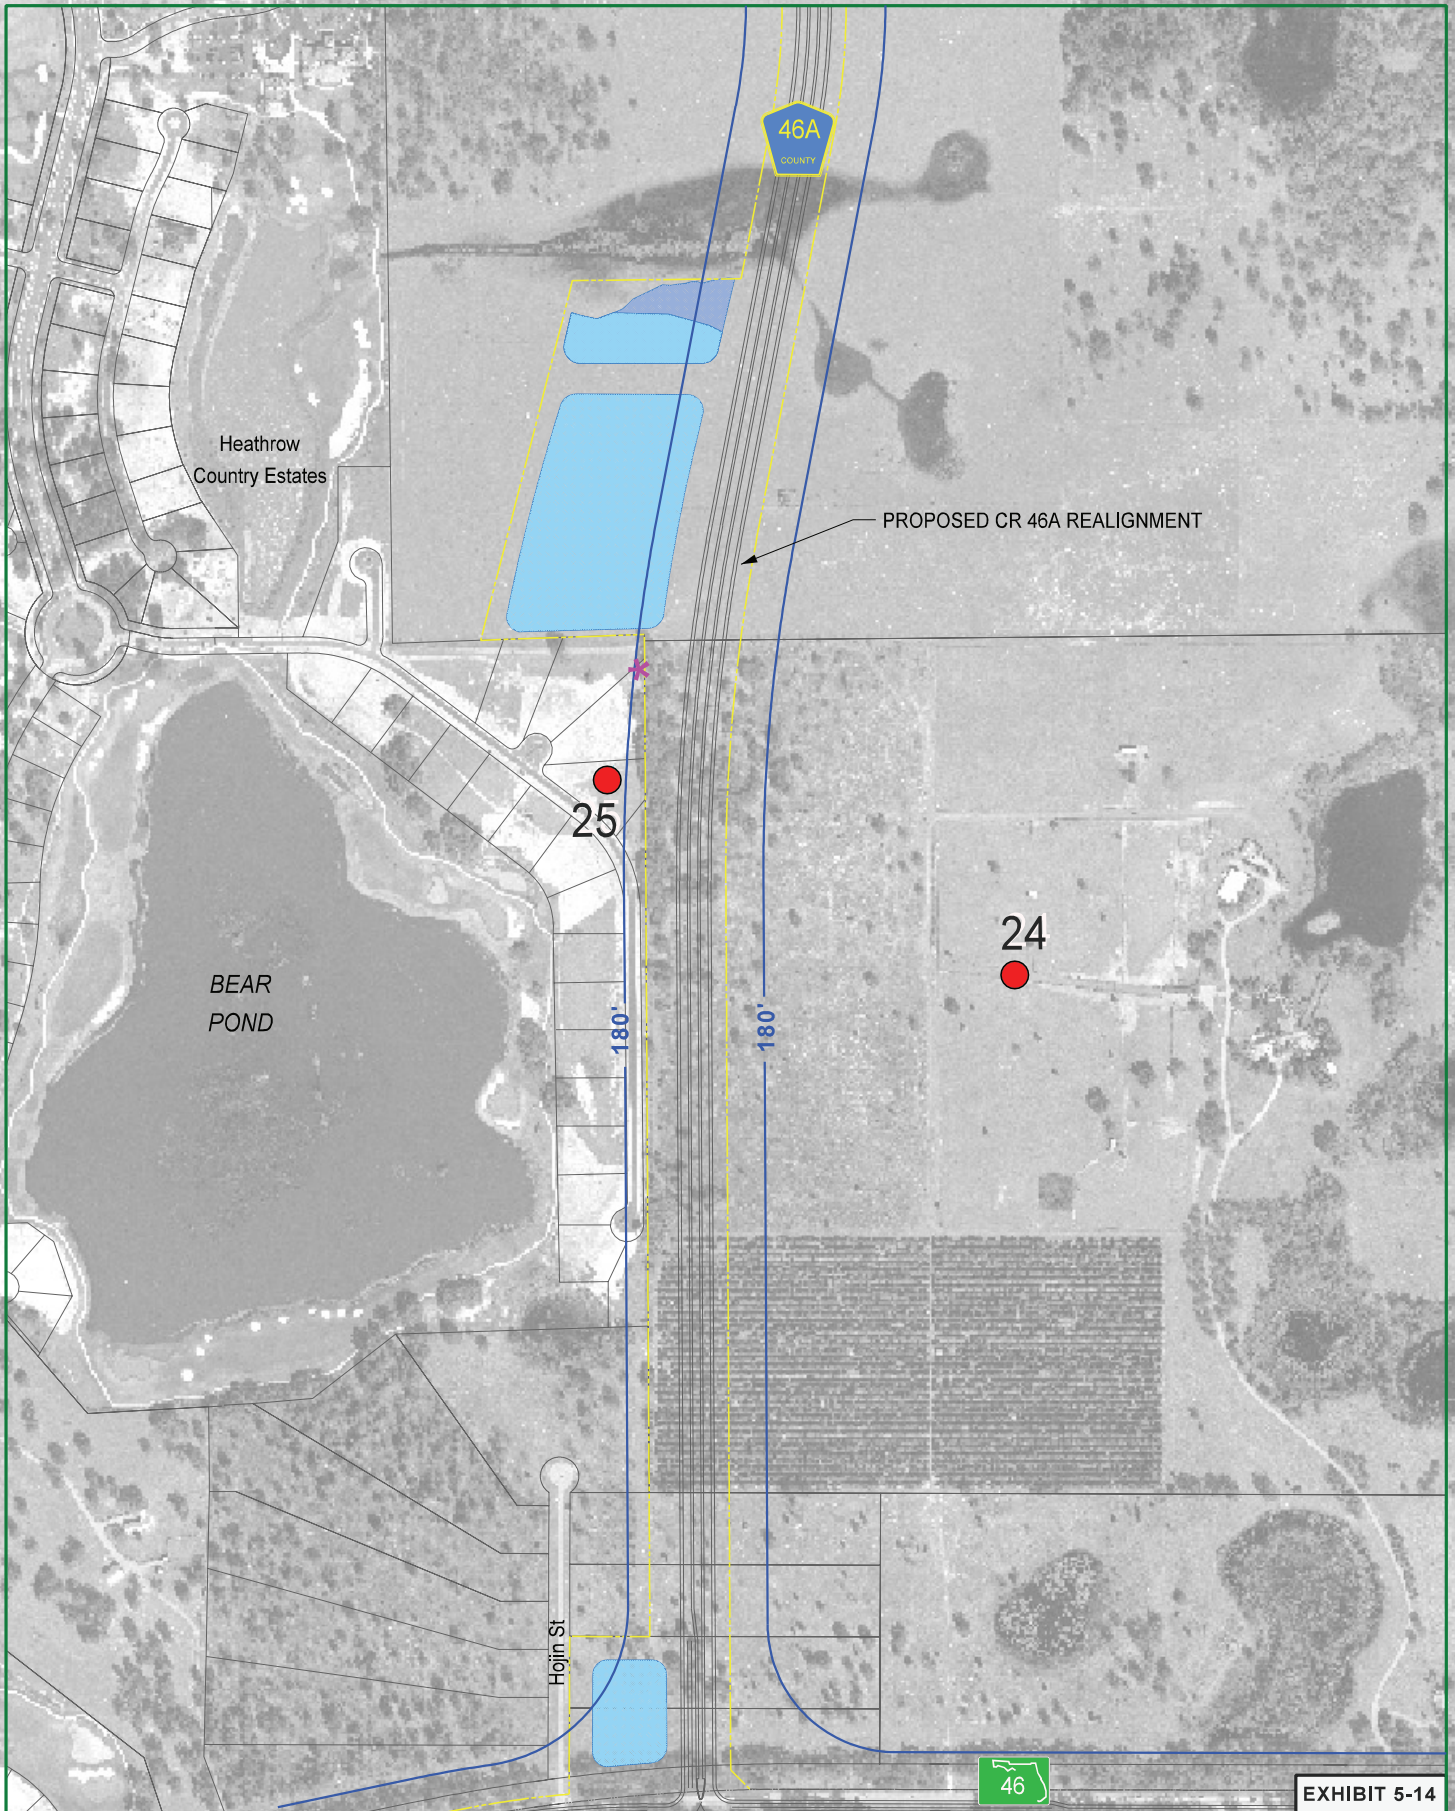 46A
COUNTY
Heathrow
Country Estates
PROPOSED CR 46A REALIGNMENT
25
24
BEAR
POND
180'
180'
Hojin St
46
EXHIBIT 5-14